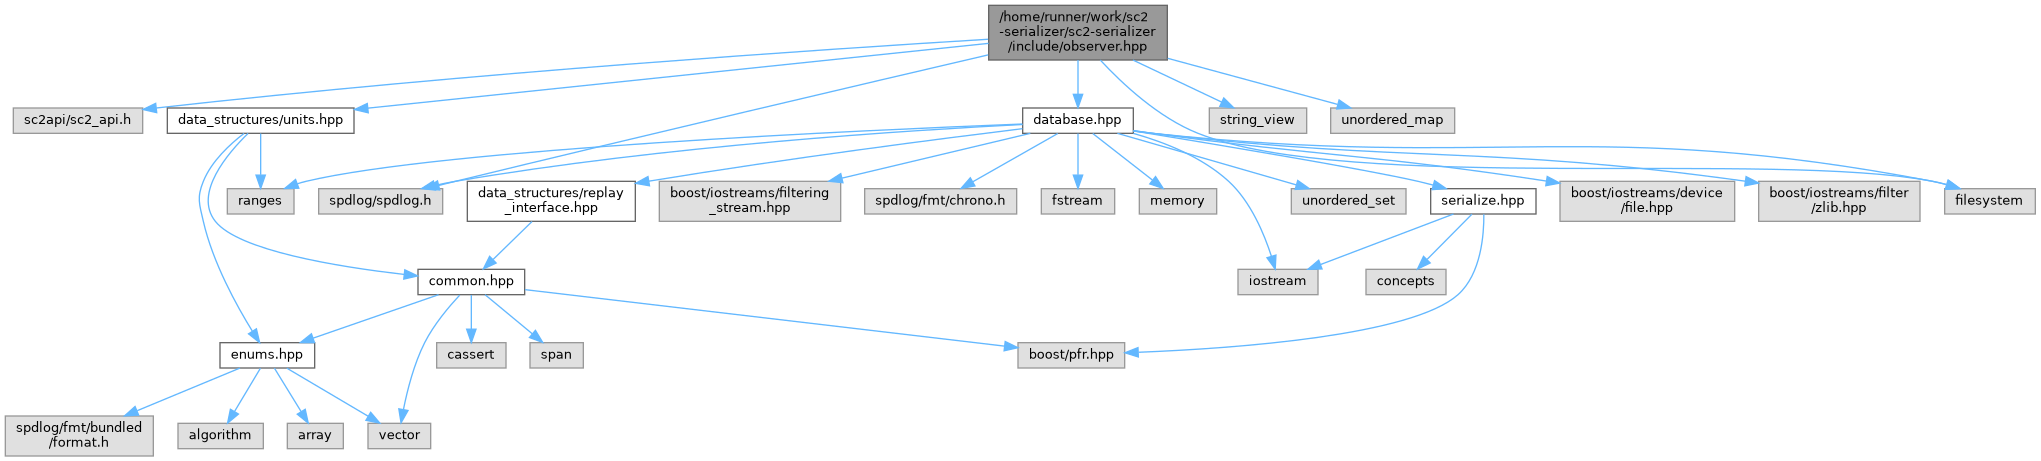 /home/runner/work/sc2
-serializer/sc2-serializer
/include/observer.hpp
sc2api/sc2_api.h
data_structures/units.hpp
database.hpp
string_view
unordered_map
ranges
spdlog/spdlog.h
data_structures/replay
_interface.hpp
boost/iostreams/filtering
_stream.hpp
spdlog/fmt/chrono.h
fstream
memory
unordered_set
serialize.hpp
boost/iostreams/device
/file.hpp
boost/iostreams/filter
/zlib.hpp
filesystem
common.hpp
iostream
concepts
enums.hpp
cassert
span
boost/pfr.hpp
spdlog/fmt/bundled
/format.h
algorithm
array
vector